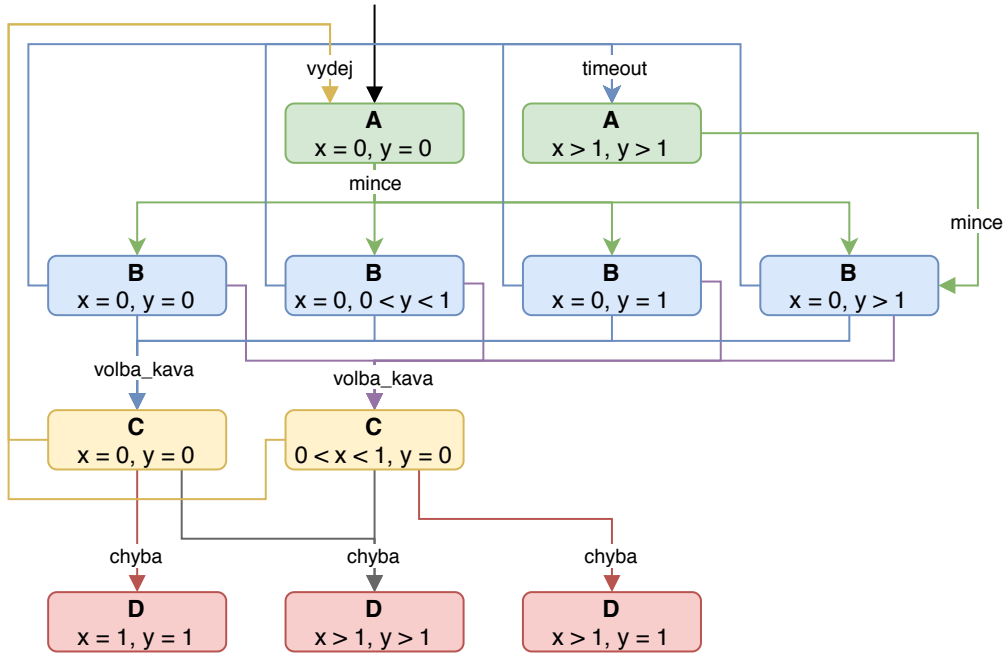 vydej
timeout
A
x = 0, y = 0
A
x > 1, y > 1
mince
mince
B
x = 0, y = 0
B
x = 0, 0 < y < 1
B
x = 0, y = 1
B
x = 0, y > 1
volba_kava
volba_kava
C
x = 0, y = 0
C
0 < x < 1, y = 0
chyba
chyba
chyba
D
x = 1, y = 1
D
x > 1, y > 1
D
x > 1, y = 1